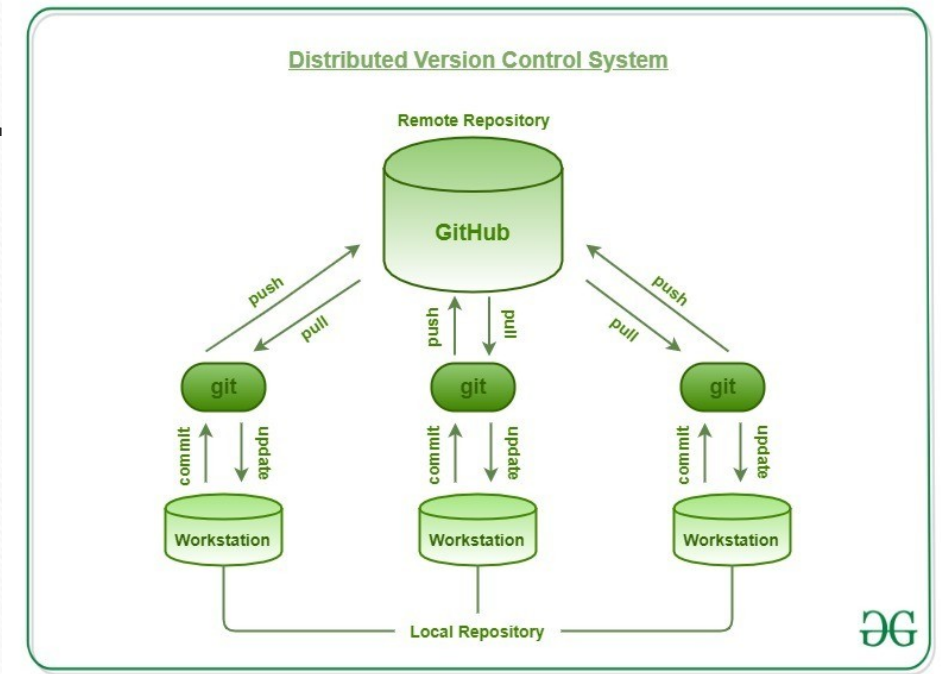 Distributed Version Control System
Remote Repository
GitHub
push
pull
push
pull
push
pull
git
git
git
commit
update
commit
update
commit
update
Workstation
Workstation
Workstation
Local Repository